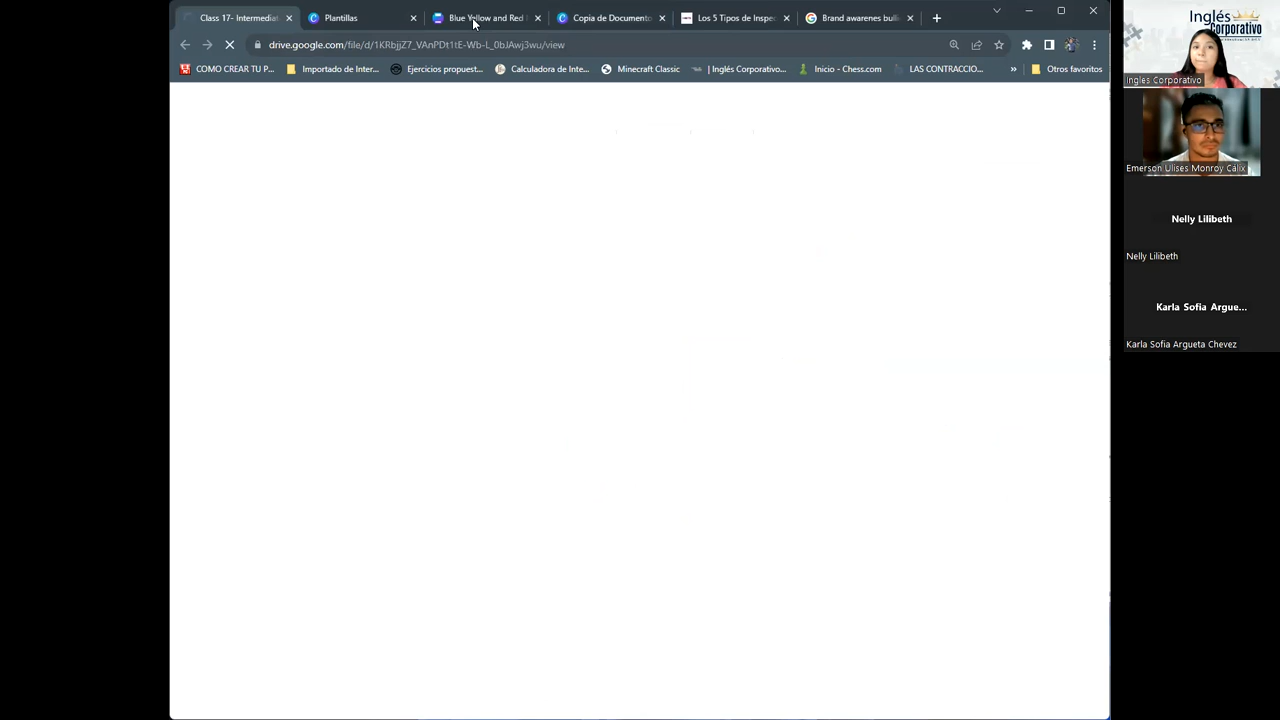 Class 17- Intermediat
Plantillas
Blue Yellow and Red
Copia de Documento
Los 5 Tipos de Inspe
Brand awarenes bulle
drive.google.com/file/d/1KRbjjZ7_VAnPDt1tE-Wb-L_0bJAwj3wu/view
COMO CREAR TU P...
Importado de Inter...
Ejercicios propuest...
Calculadora de Inte...
Minecraft Classic
| Inglés Corporativo...
Inicio - Chess.com
LAS CONTRACCIO...
»
Otros favoritos
Inglés
Corporativo
Ingles Corporativo
Emerson Ulises Monroy Calix
Nelly Lilibeth
Nelly Lilibeth
Karla Sofia Argue...
Karla Sofia Argueta Chevez